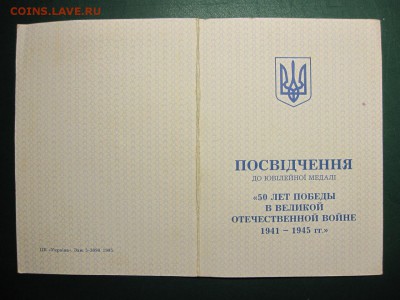 COINS.LAVE.RU
ПОСВІДЧЕННЯ
ДО ЮВІЛЕЙНОЇ МЕДАЛІ
«50 ЛЕТ ПОБЕДЫ
В ВЕЛИКОЙ
ОТЕЧЕСТВЕННОЙ ВОЙНЕ
1941 – 1945 гг.»